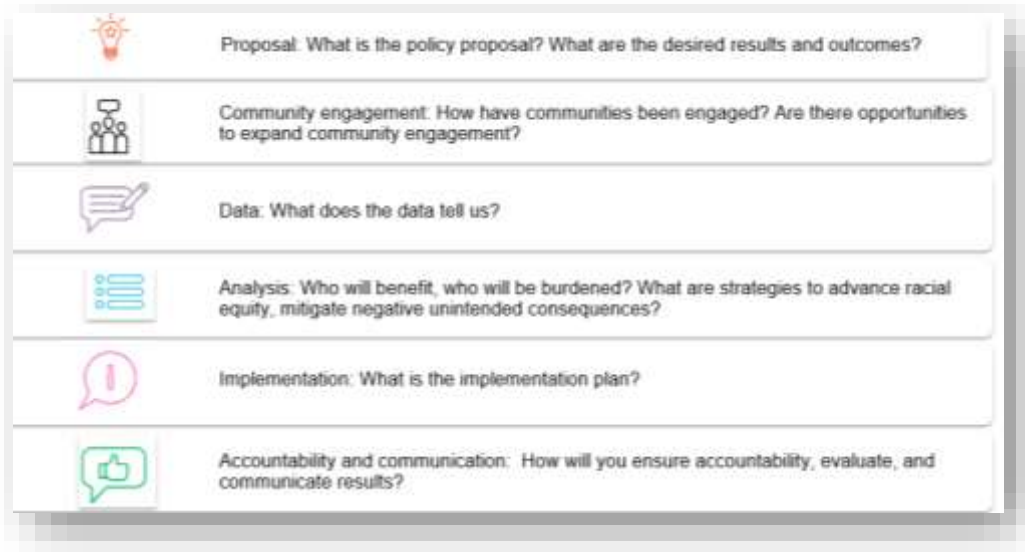 Proposal: What is the policy proposal? What are the desired results and outcomes?
Community engagement: How have communities been engaged? Are there opportunities
to expand community engagement?
Data: What does the data tell us?
Analysis: Who will benefit, who will be burdened? What are strategies to advance racial
equity, mitigate negative unintended consequences?
Implementation: What is the implementation plan?
Accountability and communication:  How will you ensure accountability, evaluate, and
communicate results?